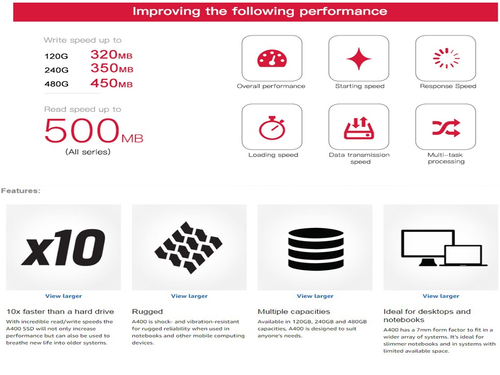 Improving the following performance
Write speed up to
120G 320MB
240G 350MB
480G 450MB
Read speed up to
500MB
(All series)
Overall performance
Starting speed
Response Speed
Loading speed
Data transmission
speed
Multi-task
processing
Features:
x10
View larger
View larger
View larger
View larger
10x faster than a hard drive
With incredible read/write speeds the
A400 SSD will not only increase
performance but can also be used to
breathe new life into older systems.
Rugged
A400 is shock- and vibration-resistant
for rugged reliability when used in
notebooks and other mobile computing
devices.
Multiple capacities
Available in 120GB, 240GB and 480GB
capacities, A400 is designed to suit
anyone's need.
Ideal for desktops and
notebooks
A400 has a 7mm form factor to fit in a
wider array of systems. It's ideal for
slimmer notebooks and in systems with
limited available space.